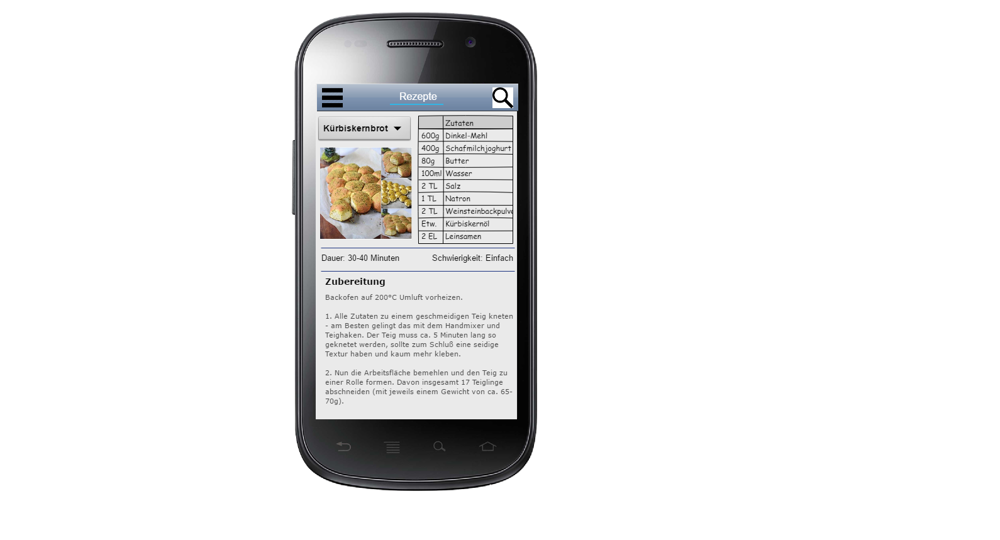 Rezepte
Kürbiskernbrot
Zutaten
600g Dinkel-Mehl
400g Schafmilchjoghurt
80g Butter
100ml Wasser
2 TL Salz
1 TL Natron
2 TL Weinsteinbackpulve
Etw. Kürbiskernöl
2 EL Leinsamen
Dauer: 30-40 Minuten Schwierigkeit: Einfach
Zubereitung
Backofen auf 200°C Umluft vorheizen.
1. Alle Zutaten zu einem geschmeidigen Teig kneten
- am Besten gelingt das mit dem Handmixer und
Teighaken. Der Teig muss ca. 5 Minuten lang so
geknetet werden, sollte zum Schluß eine seidige
Textur haben und kaum mehr kleben.
2. Nun die Arbeitsfläche bemehlen und den Teig zu
einer Rolle formen. Davon insgesamt 17 Teiglinge
abschneiden (mit jeweils einem Gewicht von ca. 65-
70g).